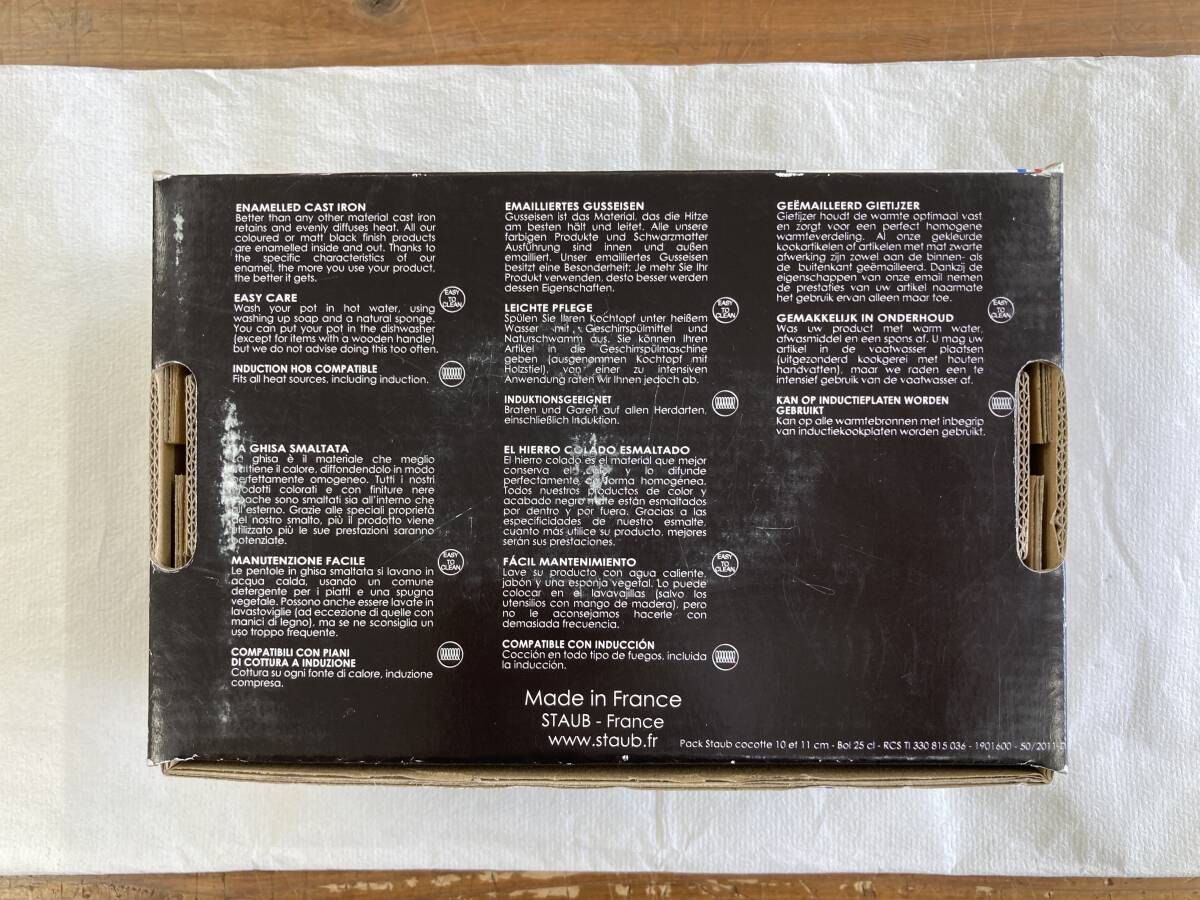 ENAMELLED CAST IRON
Better than any other material cast iron
retains and evenly diffuses heat. All our
coloured or matt black finish products
are enamelled inside and out. Thanks to
the specific characteristics of our
enamel, the more you use your product,
the better it gets.
EASY CARE
Wash your pot in hot water, using
washing up soap and a natural sponge.
You can put your pot in the dishwasher
(except for items with a wooden handle)
but we do not advise doing this too often.
EASY
TO
CLEAN
INDUCTION HOB COMPATIBLE
Fits all heat sources, including induction.
EMAILLIERTES GUSSEISEN
Gusseisen ist das Material, das die Hitze
am besten hält und leitet. Alle unsere
farbigen Produkte und Schwarzmatter
Ausführung sind innen und außen
emailliert. Unser emailliertes Gusseisen
besitzt eine Besonderheit: Je mehr Sie Ihr
Produkt verwenden, desto besser werden
dessen Eigenschaften.
LEICHTE PFLEGE
Spülen Sie Ihren Kochtopf unter heißem
Wasser mit Geschirrspülmittel und
Naturschwamm aus. Sie können Ihren
Artikel in die Geschirrspülmaschine
geben (ausgenommen Kochtopf mit
Holzstiel), von einer zu intensiven
Anwendung raten wir Ihnen jedoch ab.
EASY
TO
CLEAN
INDUKTIONSGEEIGNET
Braten und Garen auf allen Herdarten,
einschließlich Induktion.
GEËMAILLEERD GIETIJZER
Gietijzer houdt de warmte optimaal vast
en zorgt voor een perfect homogene
warmteverdeling. Al onze gekleurde
kookartikelen of artikelen met mat zwarte
afwerking zijn zowel aan de binnen- als
de buitenkant geëmailleerd. Dankzij de
eigenschappen van onze email nemen
de prestaties van uw artikel naarmate
het gebruik ervan alleen maar toe.
GEMAKKELIJK IN ONDERHOUD
Was uw product met warm water,
afwasmiddel en een spons af. U mag uw
artikel in de vaatwasser plaatsen
(uitgezonderd kookgerei met houten
handvatten), maar we raden een te
intensief gebruik van de vaatwasser af.
EASY
TO
CLEAN
KAN OP INDUCTIEPLATEN WORDEN
GEBRUIKT
Kan op alle warmtebronnen met inbegrip
van inductiekookplaten worden gebruikt.
GHISA SMALTATA
ghisa è il materiale che meglio
il calore, diffondendolo in modo
perfettamente omogeneo. Tutti i nostri
prodotti colorati e con finiture nere
sono smaltati sia all'interno che
all'esterno. Grazie alle speciali proprietà
del nostro smalto, più il prodotto viene
utilizzato più le sue prestazioni saranno
potenziate.
MANUTENZIONE FACILE
Le pentole in ghisa smaltata si lavano in
acqua calda, usando un comune
detergente per i piatti e una spugna
vegetale. Possono anche essere lavate in
lavastoviglie (ad eccezione di quelle con
manici di legno), ma se ne sconsiglia un
uso troppo frequente.
EASY
TO
CLEAN
COMPATIBILI CON PIANI
DI COTTURA A INDUZIONE
Cottura su ogni fonte di calore, induzione
compresa.
EL HIERRO COLADO ESMALTADO
El hierro colado es el material que mejor
conserva el calor y lo difunde
perfectamente, de forma homogénea.
Todos nuestros productos de color y
acabado negro mate están esmaltados
por dentro y por fuera. Gracias a las
especificidades de nuestro esmalte,
cuanto más utilice su producto, mejores
serán sus prestaciones.
FÁCIL MANTENIMIENTO
Lave su producto con agua caliente,
jabón y una esponja vegetal. Lo puede
colocar en el lavavajillas (salvo los
utensilios con mango de madera), pero
no le aconsejamos hacerle con
demasiada frecuencia.
EASY
TO
CLEAN
COMPATIBLE CON INDUCCIÓN
Cocción en todo tipo de fuegos, incluida
la inducción.
Made in France
STAUB - France
www.staub.fr
Pack Staub cocotte 10 et 11 cm - Bol 25 cl - RCS TI 330 815 036 - 1901600 - 50/2011-